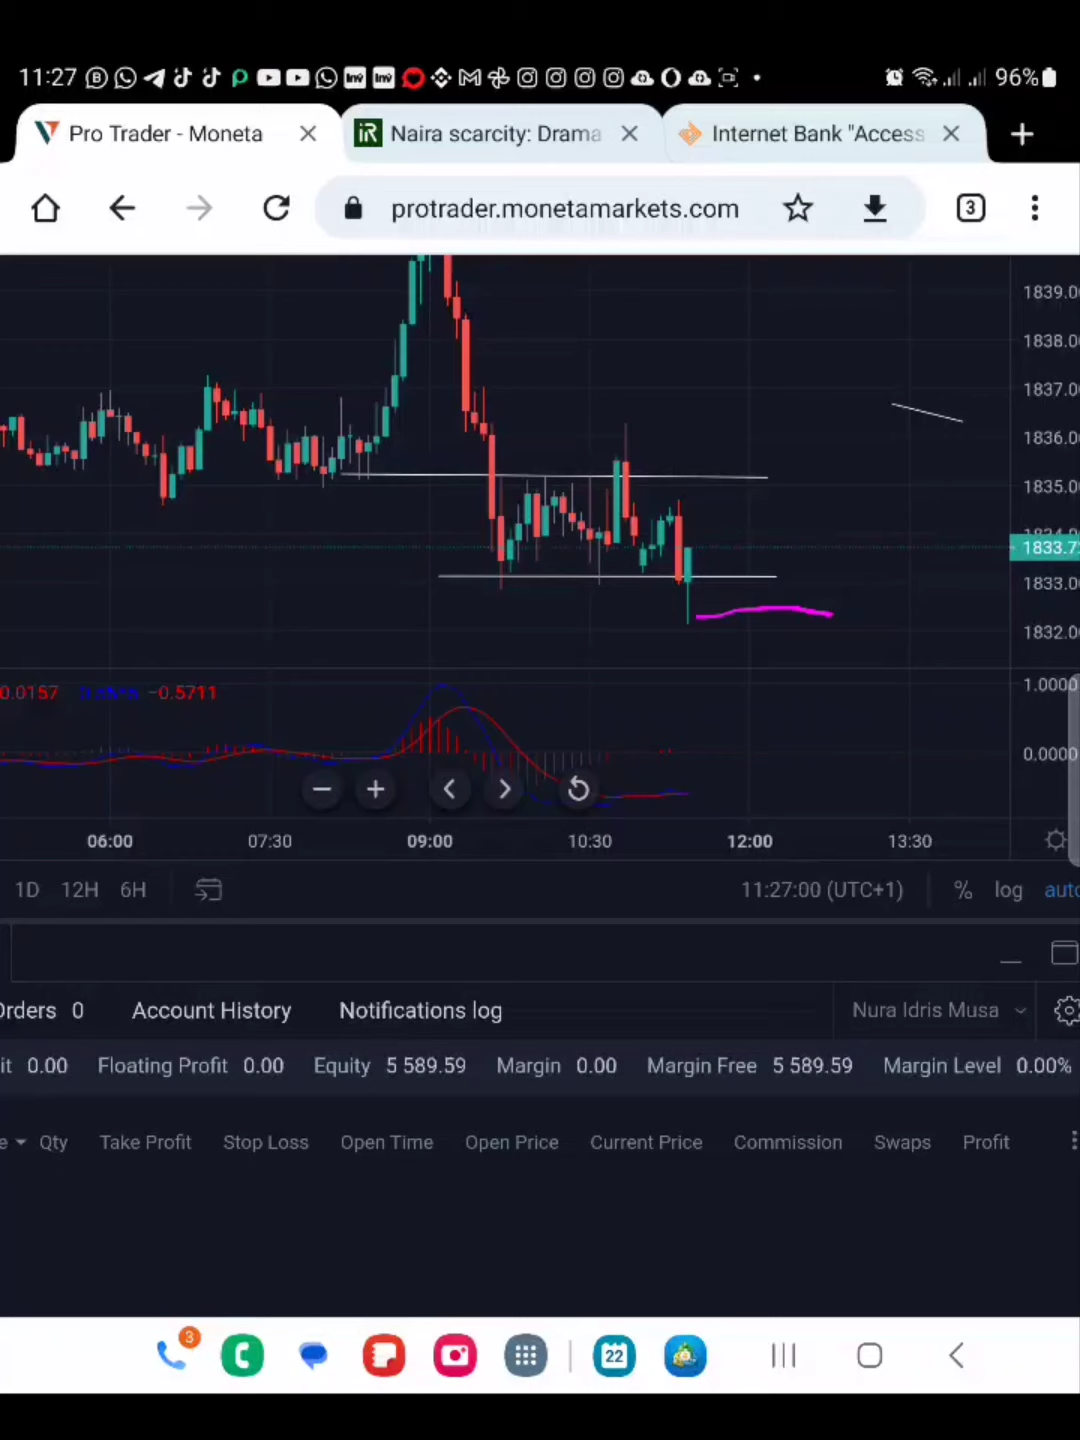 11:27 96%
Pro Trader - Moneta Naira scarcity: Drama Internet Bank "Access
protrader.monetamarkets.com 3
1839.0
1838.0
1837.0
1836.0
1835.0
1833.7
1833.0
1832.0
0.0157 -0.5711 1.0000
0.0000
06:00 07:30 09:00 10:30 12:00 13:30
1D 12H 6H 11:27:00 (UTC+1) % log auto
Orders 0 Account History Notifications log Nura Idris Musa
it 0.00 Floating Profit 0.00 Equity 5 589.59 Margin 0.00 Margin Free 5 589.59 Margin Level 0.00%
e Qty Take Profit Stop Loss Open Time Open Price Current Price Commission Swaps Profit
3
22